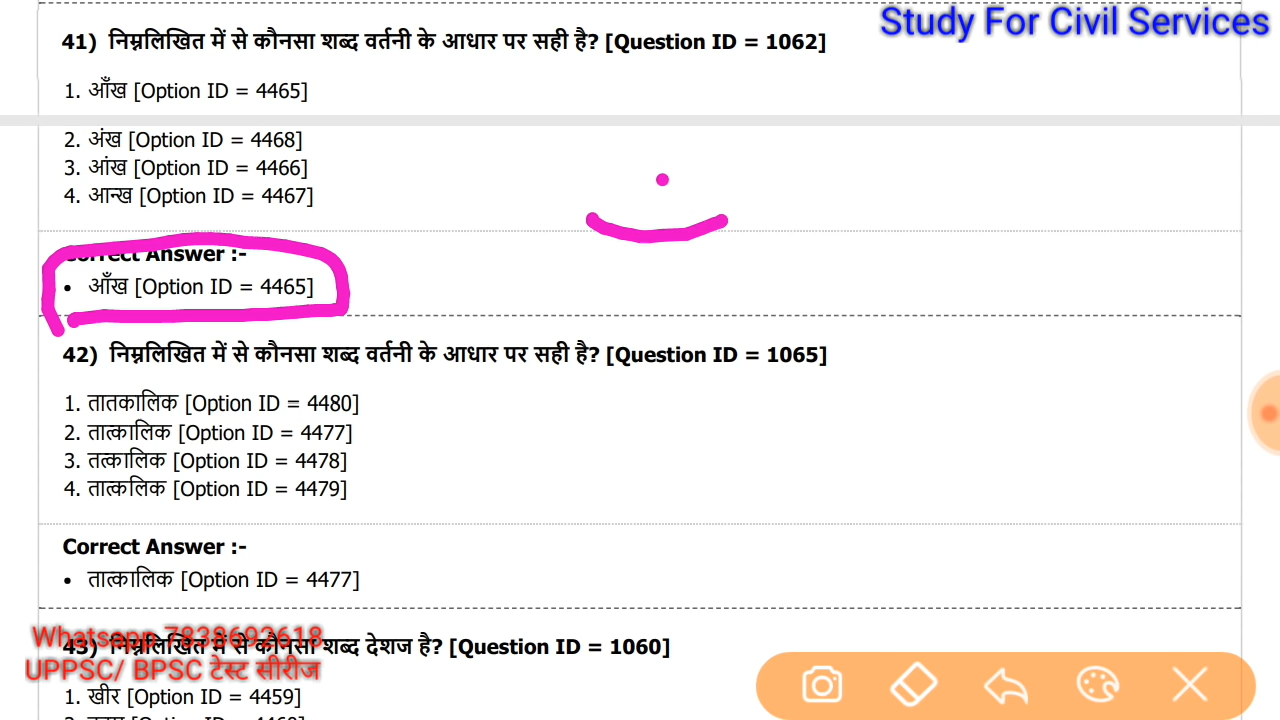 Study For Civil Services
41) निम्नलिखित में से कौनसा शब्द वर्तनी के आधार पर सही है? [Question ID = 1062]
1. आँख [Option ID = 4465]
2. अंख [Option ID = 4468]
3. आंख [Option ID = 4466]
4. आन्ख [Option ID = 4467]
Correct Answer :-
• आँख [Option ID = 4465]
42) निम्नलिखित में से कौनसा शब्द वर्तनी के आधार पर सही है? [Question ID = 1065]
1. तातकालिक [Option ID = 4480]
2. तात्कालिक [Option ID = 4477]
3. तत्कालिक [Option ID = 4478]
4. तात्कलिक [Option ID = 4479]
Correct Answer :-
• तात्कालिक [Option ID = 4477]
Whatsapp 7838692618
43) निम्नलिखित में से कौनसा शब्द देशज है? [Question ID = 1060]
UPPSC/ BPSC टेस्ट सीरीज
1. खीर [Option ID = 4459]